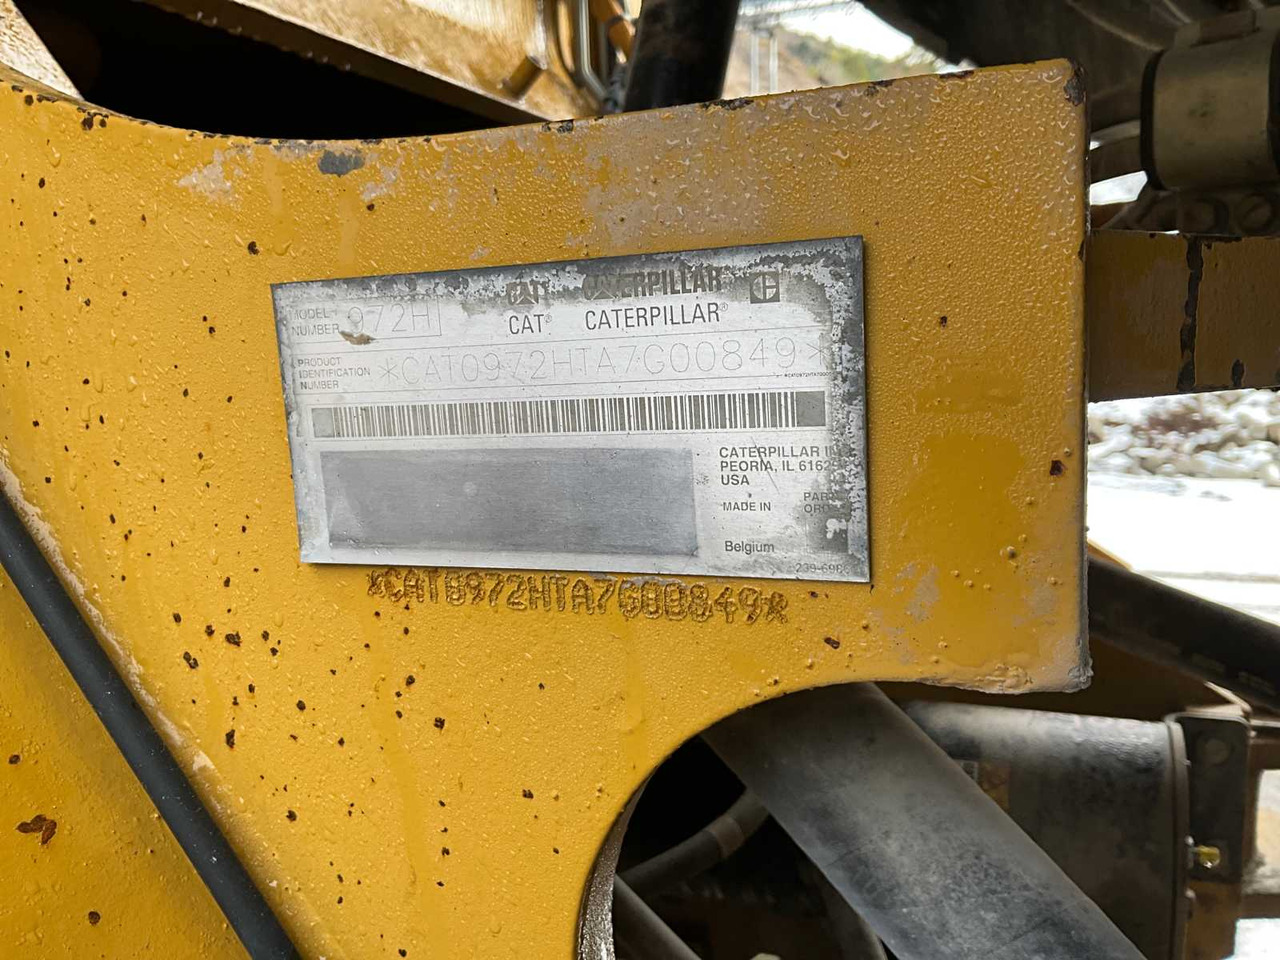 CAT CATERPILLAR
MODEL NUMBER 972H
CAT® CATERPILLAR®
PRODUCT IDENTIFICATION NUMBER *CAT0972HTA7G00849*
CATERPILLAR
PEORIA, IL
USA
MADE IN
Belgium
*CAT0972HTA7G00849*